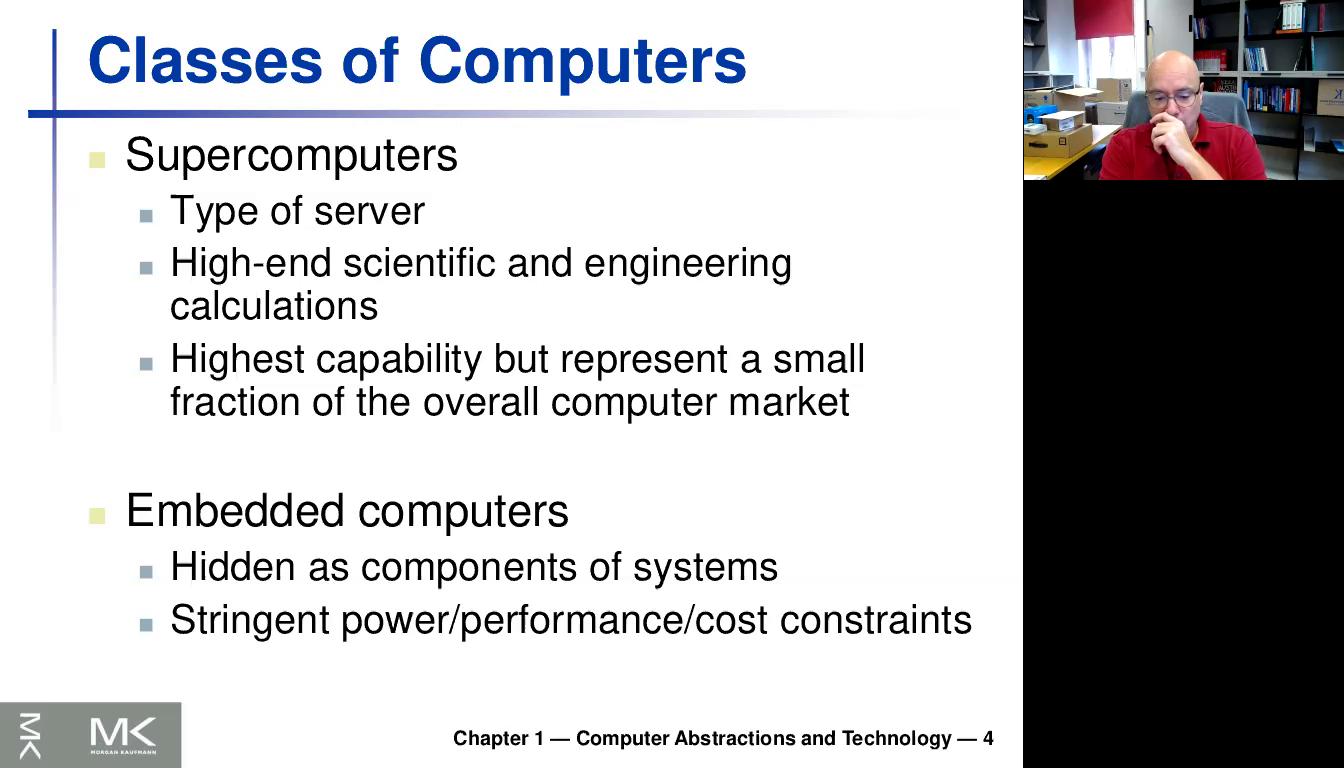 Classes of Computers
Supercomputers
Type of server
High-end scientific and engineering
calculations
Highest capability but represent a small
fraction of the overall computer market
Embedded computers
Hidden as components of systems
Stringent power/performance/cost constraints
MK
MK
MORGAN KAUFMANN
Chapter 1 — Computer Abstractions and Technology — 4